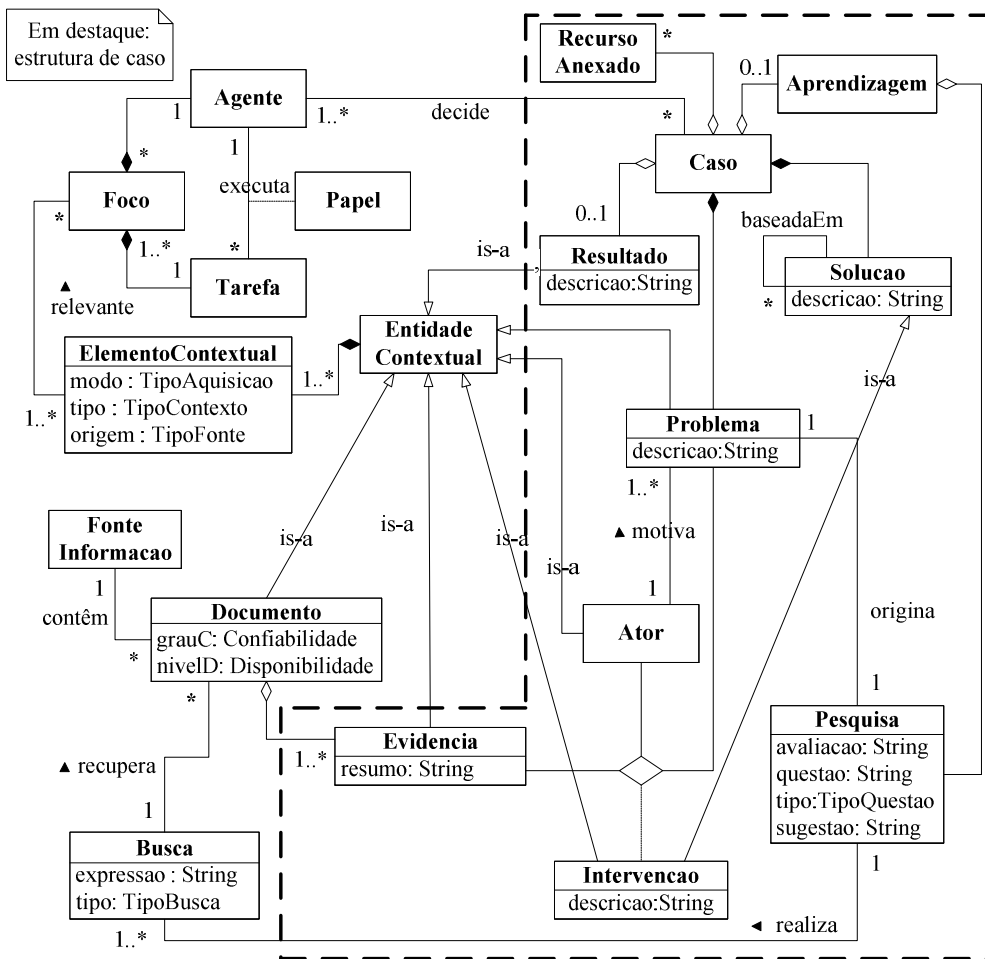 Em destaque:
estrutura de caso
Recurso
Anexado
*
0..1
Aprendizagem
Agente
1
1..*
decide
*
Caso
1
*
executa
Foco
*
Papel
baseadaEm
0..1
1..*
1
*
Tarefa
is-a
Resultado
descricao:String
Solucao
descricao: String
*
▲
relevante
Entidade
Contextual
ElementoContextual
modo : TipoAquisicao
tipo : TipoContexto
origem : TipoFonte
1..*
1..*
is-a
Problema
descricao:String
1
1..*
Fonte
Informacao
1
contêm
*
is-a
is-a
is-a
▲ motiva
is-a
1
Documento
grauC: Confiabilidade
nivelD: Disponibilidade
*
Ator
origina
1
Evidencia
resumo: String
1..*
Pesquisa
avaliacao: String
questao: String
tipo:TipoQuestao
sugestao: String
▲ recupera
1
Busca
expressao : String
tipo: TipoBusca
1..*
Intervencao
descricao:String
1
◄ realiza